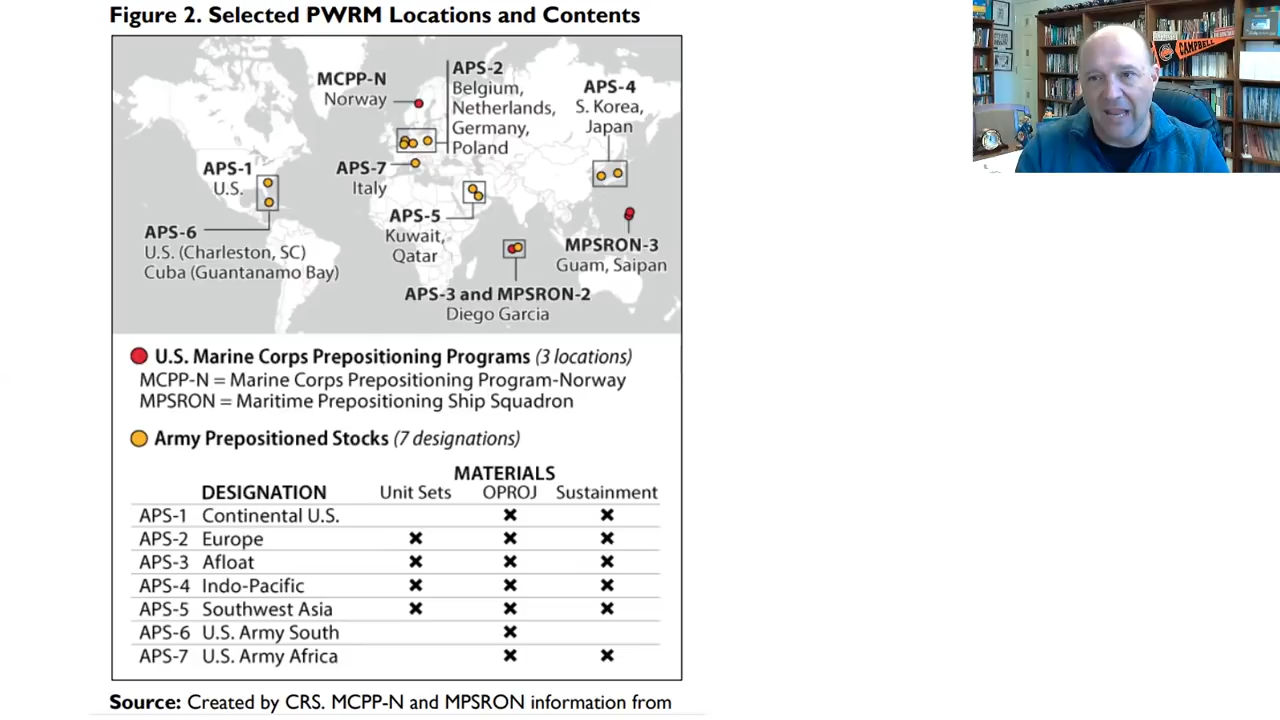 Figure 2. Selected PWRM Locations and Contents
MCPP-N
Norway
APS-2
Belgium,
Netherlands,
Germany,
Poland
APS-4
S. Korea,
Japan
APS-1
U.S.
APS-7
Italy
APS-6
U.S. (Charleston, SC)
Cuba (Guantanamo Bay)
APS-5
Kuwait,
Qatar
MPSRON-3
Guam, Saipan
APS-3 and MPSRON-2
Diego Garcia
U.S. Marine Corps Prepositioning Programs (3 locations)
MCPP-N = Marine Corps Prepositioning Program-Norway
MPSRON = Maritime Prepositioning Ship Squadron
Army Prepositioned Stocks (7 designations)
MATERIALS
DESIGNATION Unit Sets OPROJ Sustainment
APS-1 Continental U.S. ✖ ✖
APS-2 Europe ✖ ✖ ✖
APS-3 Afloat ✖ ✖ ✖
APS-4 Indo-Pacific ✖ ✖ ✖
APS-5 Southwest Asia ✖ ✖ ✖
APS-6 U.S. Army South ✖
APS-7 U.S. Army Africa ✖ ✖
Source: Created by CRS. MCPP-N and MPSRON information from
CAMPBELL